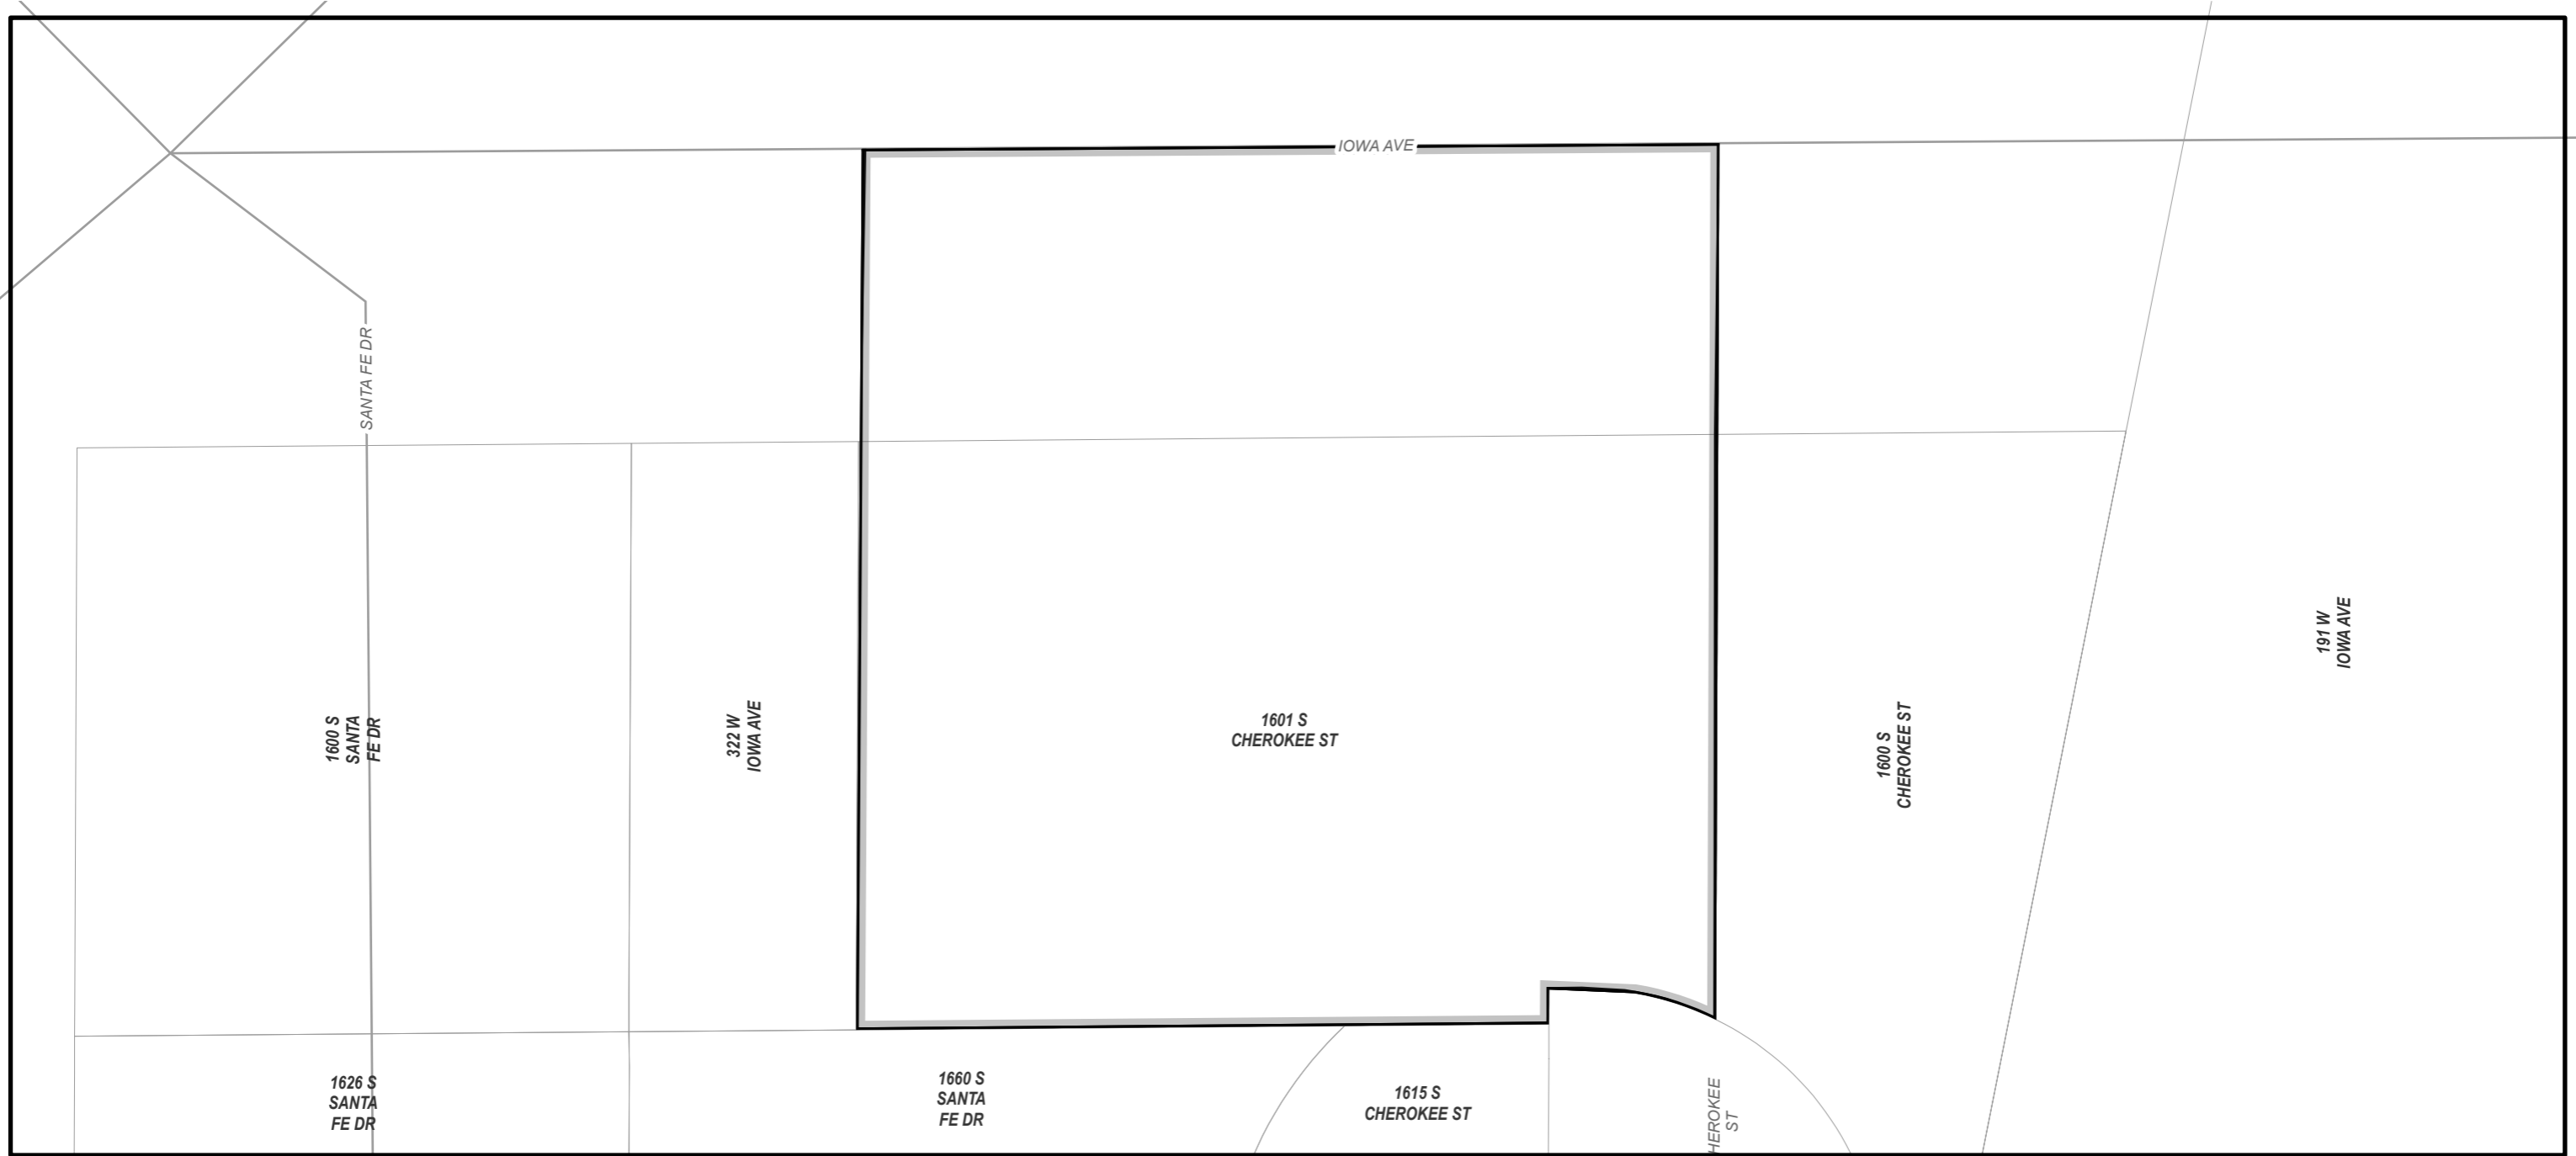 IOWA AVE
SANTA FE DR
1600 S
SANTA
FE DR
322 W
IOWA AVE
1601 S
CHEROKEE ST
1600 S
CHEROKEE ST
191 W
IOWA AVE
1626 S
SANTA
FE DR
1660 S
SANTA
FE DR
1615 S
CHEROKEE ST
HEROKEE
ST